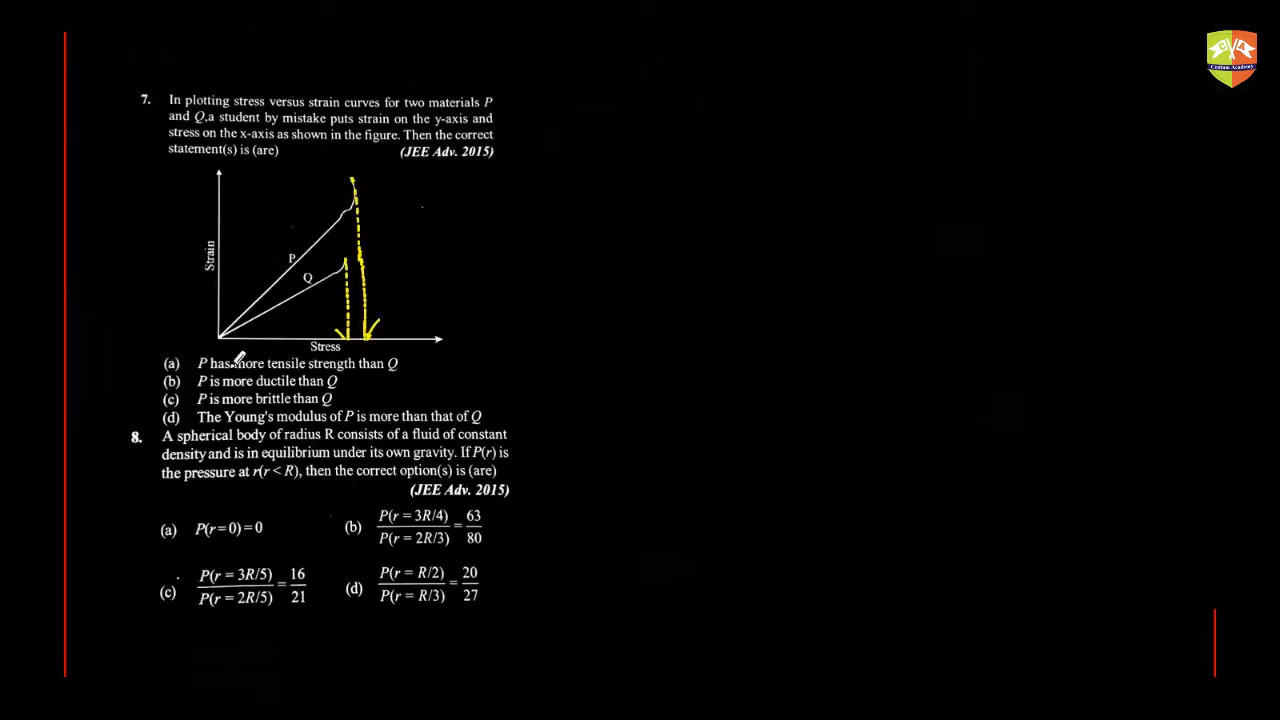 CA
Centum Academy
7. In plotting stress versus strain curves for two materials P
and Q,a student by mistake puts strain on the y-axis and
stress on the x-axis as shown in the figure. Then the correct
statement(s) is (are) (JEE Adv. 2015)
Strain
P
Q
Stress
(a) P has more tensile strength than Q
(b) P is more ductile than Q
(c) P is more brittle than Q
(d) The Young's modulus of P is more than that of Q
8. A spherical body of radius R consists of a fluid of constant
density and is in equilibrium under its own gravity. If P(r) is
the pressure at r(r < R), then the correct option(s) is (are)
(JEE Adv. 2015)
(a) P(r=0)=0 (b) P(r = 3R/4) / P(r = 2R/3) = 63 / 80
(c) P(r = 3R/5) / P(r = 2R/5) = 16 / 21 (d) P(r = R/2) / P(r = R/3) = 20 / 27